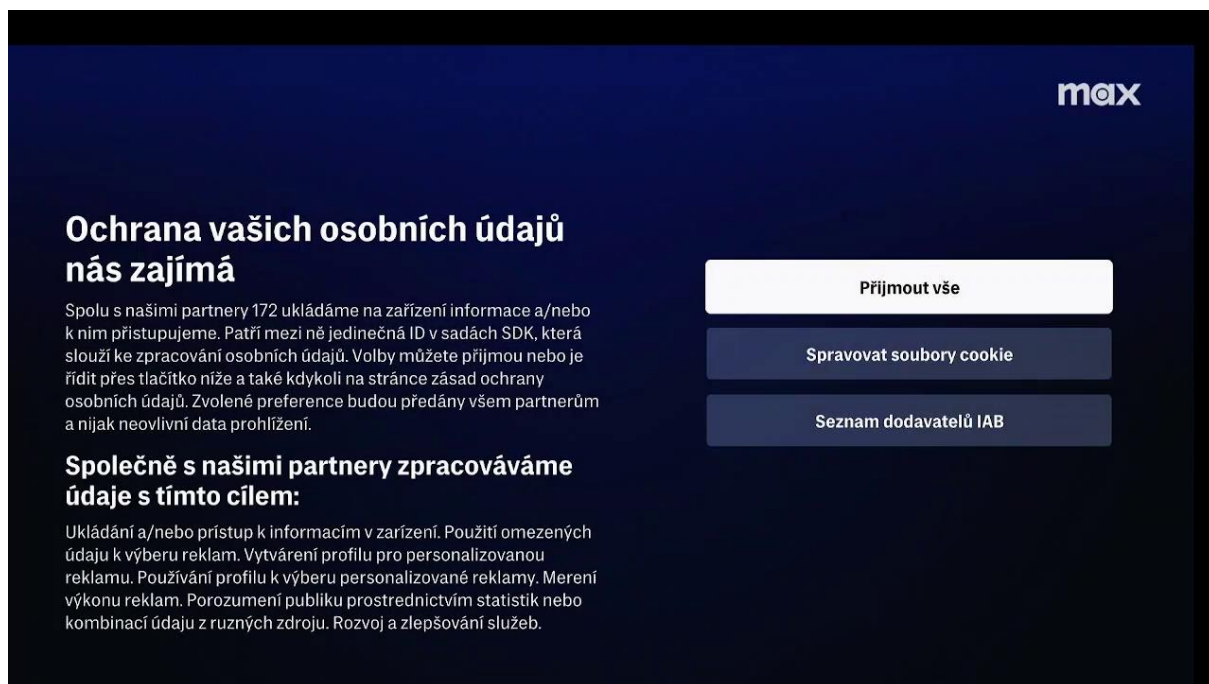 max
Ochrana vašich osobních údajů
nás zajímá
Spolu s našimi partnery 172 ukládáme na zařízení informace a/nebo
k nim přistupujeme. Patří mezi ně jedinečná ID v sadách SDK, která
slouží ke zpracování osobních údajů. Volby můžete přijmou nebo je
řídit přes tlačítko níže a také kdykoli na stránce zásad ochrany
osobních údajů. Zvolené preference budou předány všem partnerům
a nijak neovlivní data prohlížení.
Společně s našimi partnery zpracováváme
údaje s tímto cílem:
Ukládání a/nebo prístup k informacím v zarízení. Použití omezených
údaju k výberu reklam. Vytvárení profilu pro personalizovanou
reklamu. Používání profilu k výberu personalizované reklamy. Merení
výkonu reklam. Porozumení publiku prostrednictvím statistik nebo
kombinací údaju z ruzných zdroju. Rozvoj a zlepšování služeb.
Přijmout vše
Spravovat soubory cookie
Seznam dodavatelů IAB